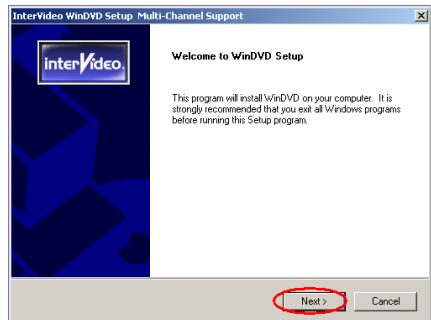 InterVideo WinDVD Setup Multi-Channel Support
interVideo.
Welcome to WinDVD Setup
This program will install WinDVD on your computer. It is
strongly recommended that you exit all Windows programs
before running this Setup program.
Next >
Cancel